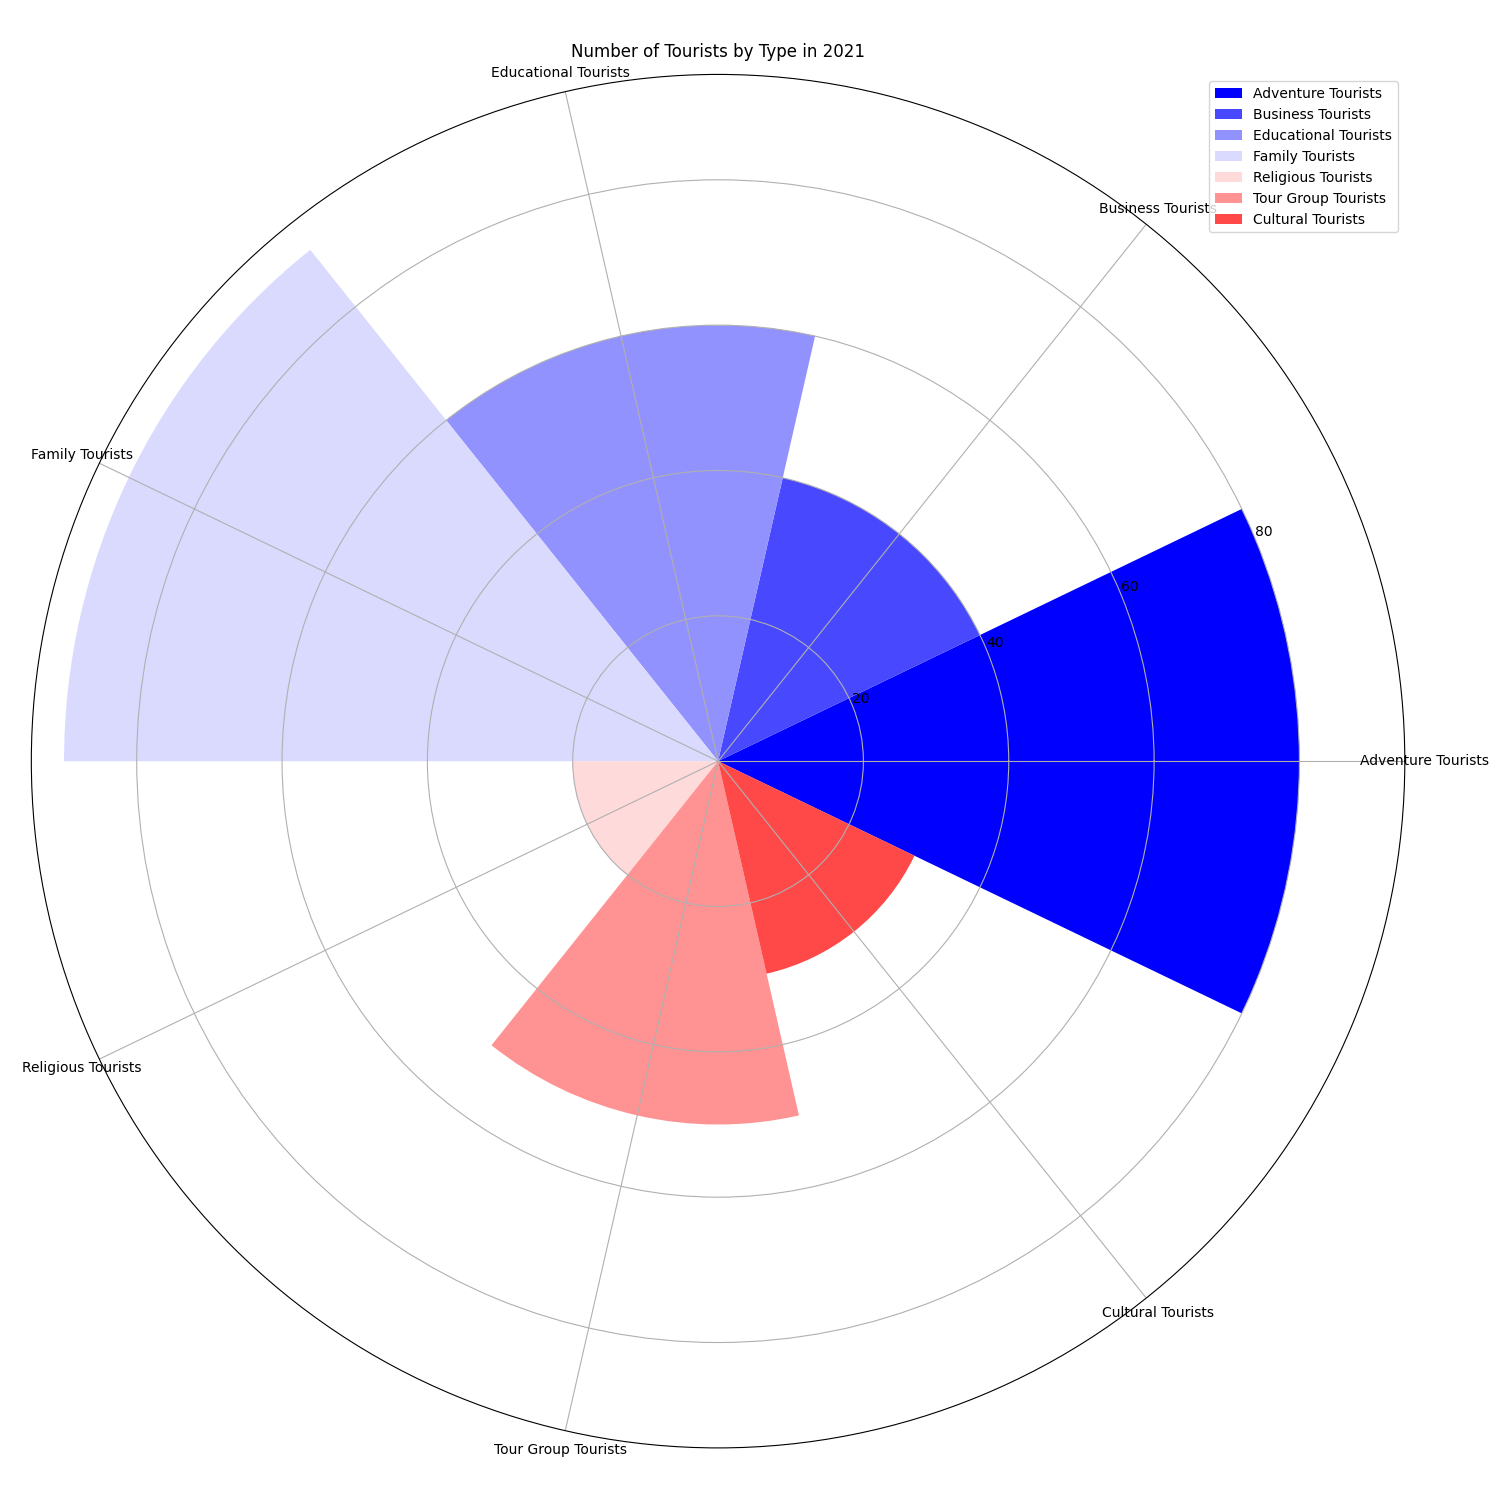 Number of Tourists by Type in 2021
Educational Tourists
Adventure Tourists
Business Tourists
Educational Tourists
Family Tourists
Religious Tourists
Tour Group Tourists
Cultural Tourists
Business Tourists
Family Tourists
80
60
40
20
Adventure Tourists
Religious Tourists
Cultural Tourists
Tour Group Tourists